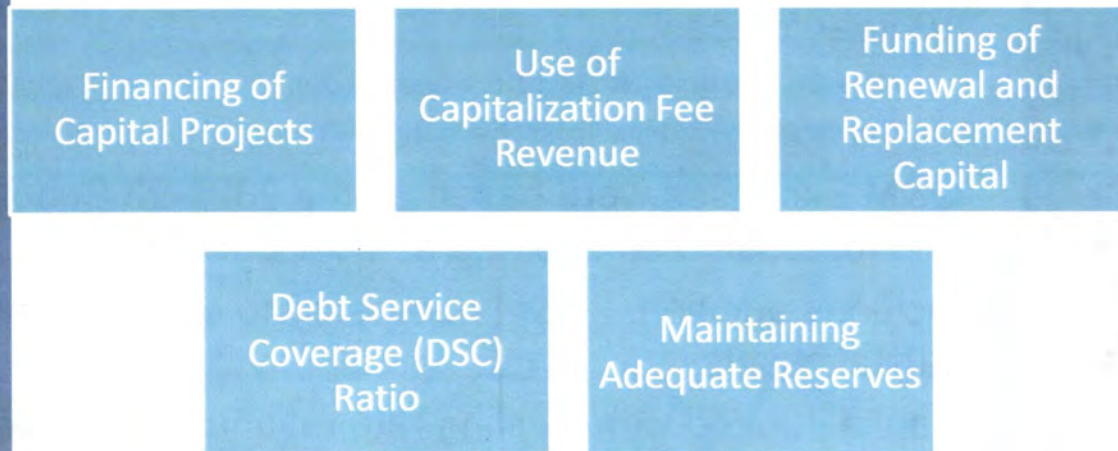 Financing of
Capital Projects
Use of
Capitalization Fee
Revenue
Funding of
Renewal and
Replacement
Capital
Debt Service
Coverage (DSC)
Ratio
Maintaining
Adequate Reserves